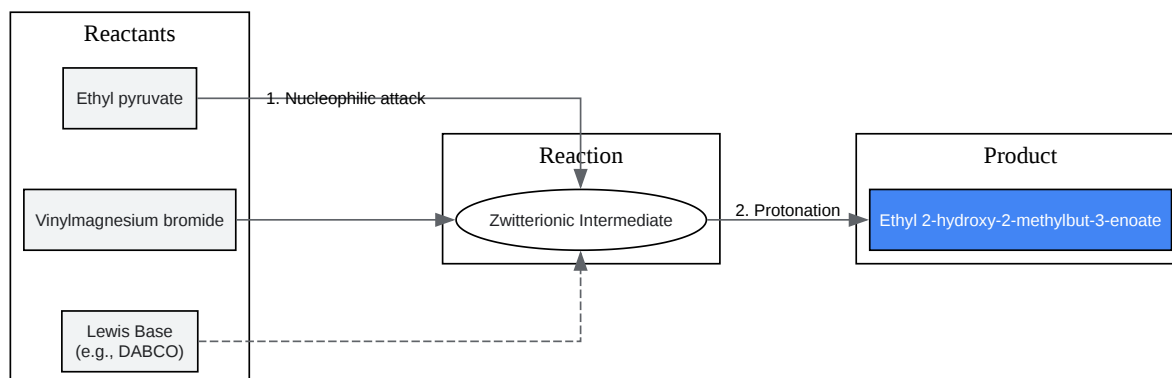 Reactants
Ethyl pyruvate
1. Nucleophilic attack
Vinylmagnesium bromide
Lewis Base
(e.g., DABCO)
Reaction
Zwitterionic Intermediate
2. Protonation
Product
Ethyl 2-hydroxy-2-methylbut-3-enoate